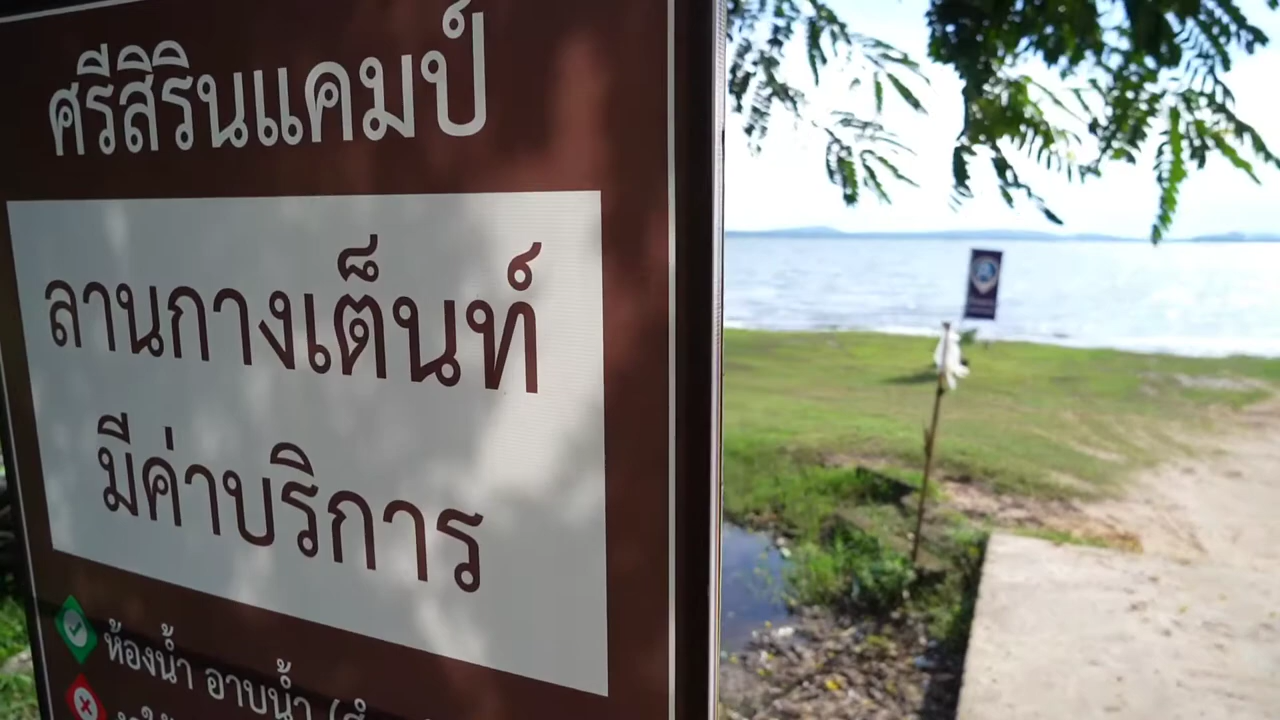 ศรีสิรินแคมป์
ลานกางเต็นท์
มีค่าบริการ
ห้องน้ำ อาบน้ำ